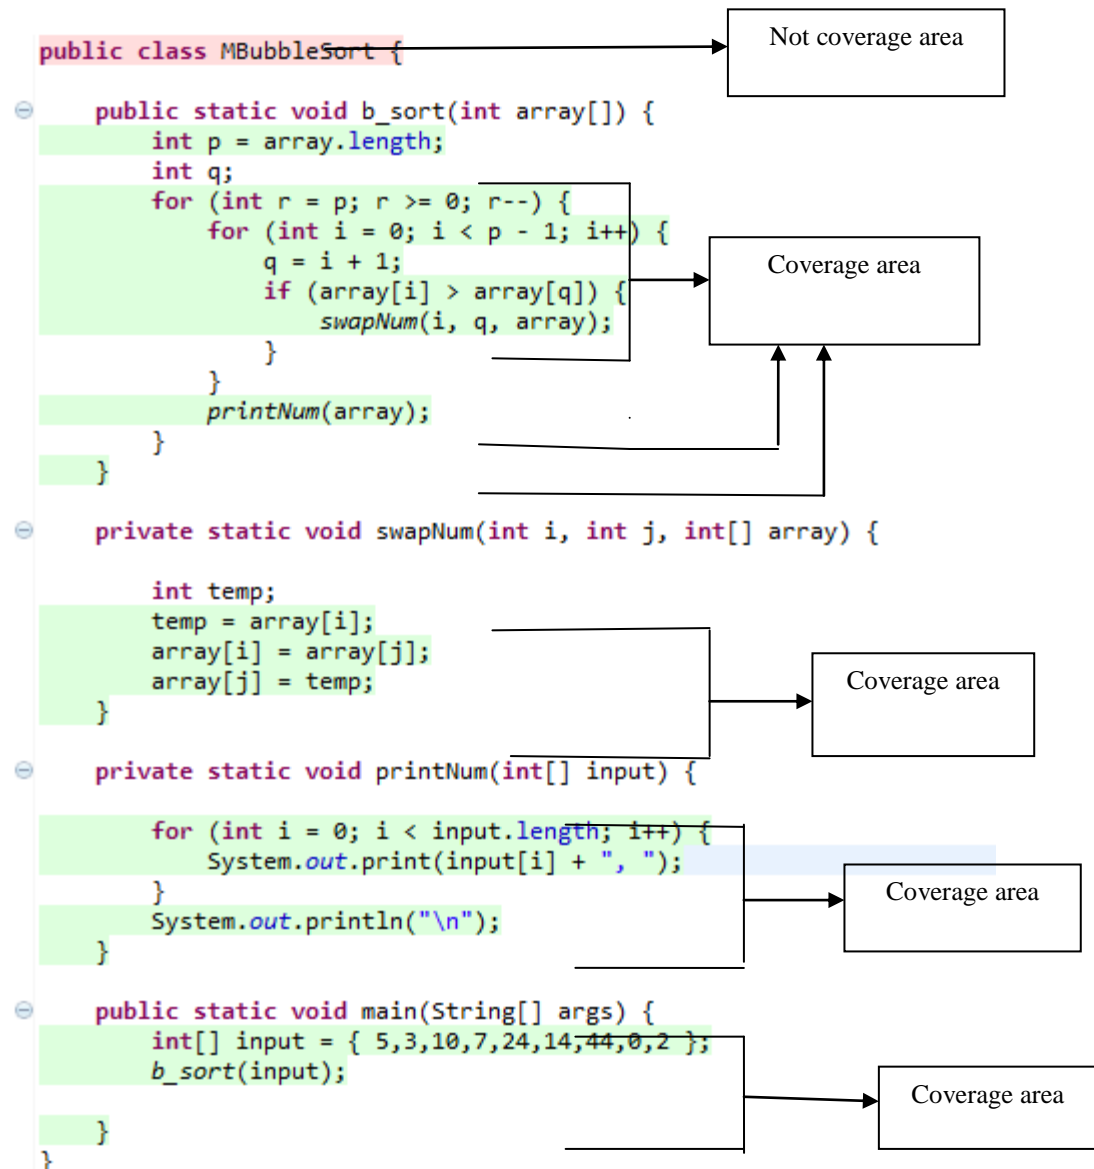 public class MBubbleSort {
Not coverage area
public static void b_sort(int array[]) {
int p = array.length;
int q;
for (int r = p; r >= 0; r--) {
for (int i = 0; i < p - 1; i++) {
q = i + 1;
if (array[i] > array[q]) {
swapNum(i, q, array);
}
}
printNum(array);
}
}
Coverage area
private static void swapNum(int i, int j, int[] array) {
int temp;
temp = array[i];
array[i] = array[j];
array[j] = temp;
}
Coverage area
private static void printNum(int[] input) {
for (int i = 0; i < input.length; i++) {
System.out.print(input[i] + ", ");
}
System.out.println("\n");
}
Coverage area
public static void main(String[] args) {
int[] input = { 5,3,10,7,24,14,44,0,2 };
b_sort(input);
}
}
Coverage area